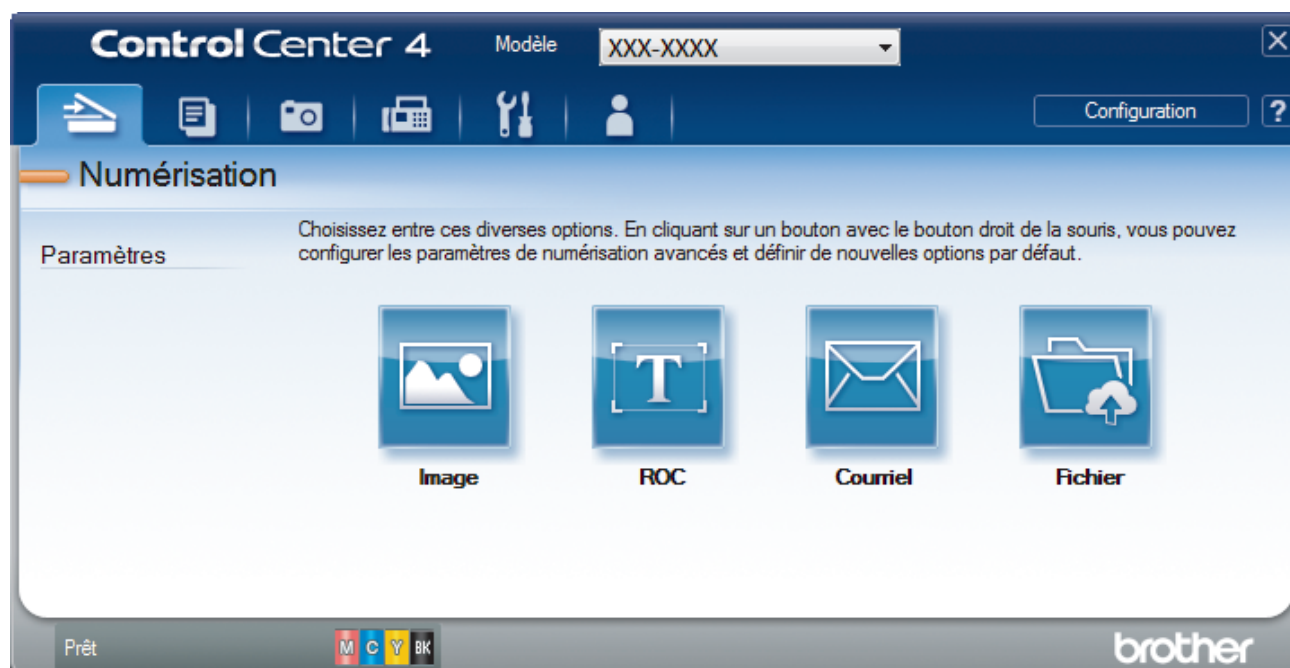 Control Center 4 Modèle XXX-XXXX
Configuration ?
Numérisation
Paramètres
Choisissez entre ces diverses options. En cliquant sur un bouton avec le bouton droit de la souris, vous pouvez
configurer les paramètres de numérisation avancés et définir de nouvelles options par défaut.
T
Image ROC Courriel Fichier
Prêt M C Y BK brother